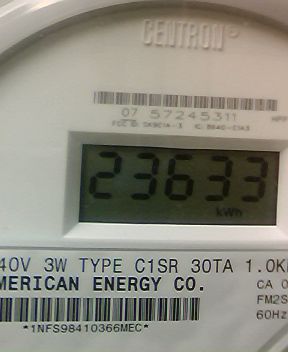 CENTRON
07 57245311
23633
kWh
40V 3W TYPE C1SR 30TA 1.0K
MERICAN ENERGY CO.
CA 0
FM2S
60Hz
*1NFS98410366MEC*